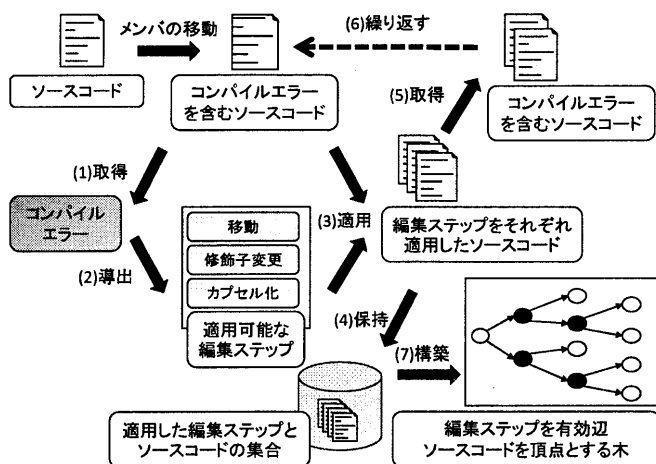 メンバの移動
(6)繰り返す
ソースコード
コンパイルエラー
を含むソースコード
(5)取得
コンパイルエラー
を含むソースコード
(1)取得
コンパイル
エラー
(2)導出
移動
修飾子変更
カプセル化
適用可能な
編集ステップ
(3)適用
編集ステップをそれぞれ
適用したソースコード
(4)保持
(7)構築
適用した編集ステップと
ソースコードの集合
編集ステップを有効辺
ソースコードを頂点とする木